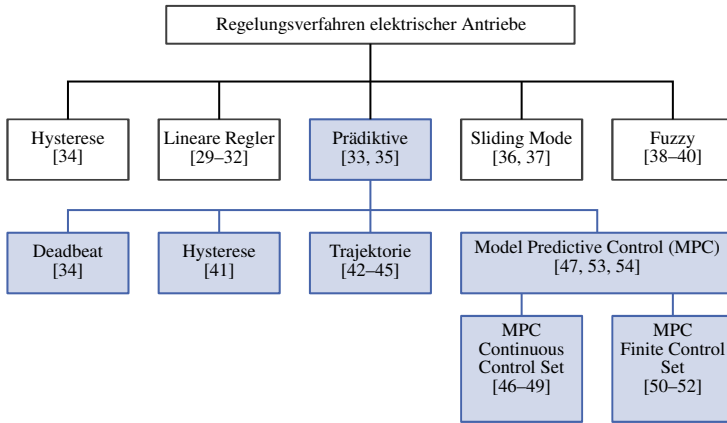 Regelungsverfahren elektrischer Antriebe
Hysterese
[34]
Lineare Regler
[29–32]
Prädiktive
[33, 35]
Sliding Mode
[36, 37]
Fuzzy
[38–40]
Deadbeat
[34]
Hysterese
[41]
Trajektorie
[42–45]
Model Predictive Control (MPC)
[47, 53, 54]
MPC
Continuous
Control Set
[46–49]
MPC
Finite Control
Set
[50–52]